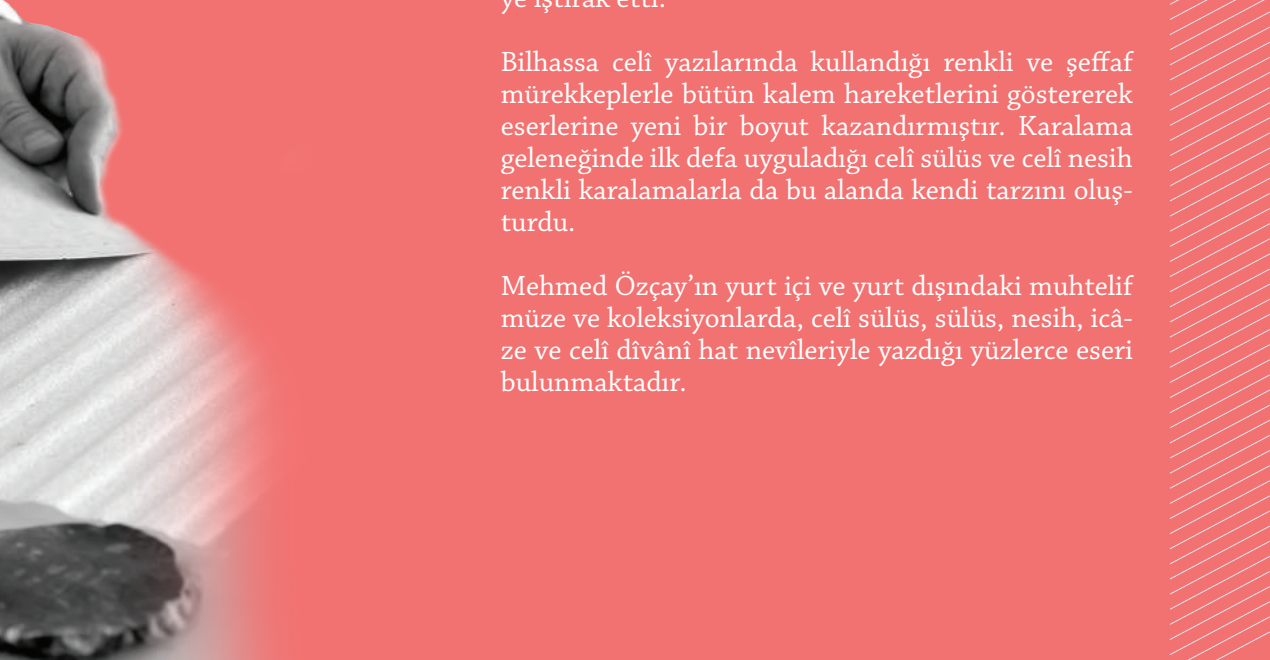 ye iştirak etti.
Bilhassa celî yazılarında kullandığı renkli ve şeffaf
mürekkeplerle bütün kalem hareketlerini göstererek
eserlerine yeni bir boyut kazandırmıştır. Karalama
geleneğinde ilk defa uyguladığı celî sülüs ve celî nesih
renkli karalamalarla da bu alanda kendi tarzını oluş-
turdu.
Mehmed Özçay’ın yurt içi ve yurt dışındaki muhtelif
müze ve koleksiyonlarda, celî sülüs, sülüs, nesih, icâ-
ze ve celî dîvânî hat nevîleriyle yazdığı yüzlerce eseri
bulunmaktadır.